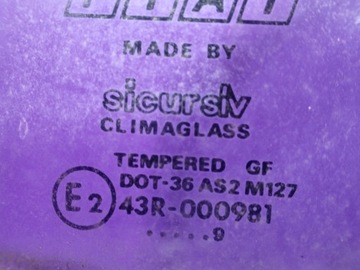 MADE BY
sicursiv
CLIMAGLASS
TEMPERED GF
DOT-36 AS2 M127
E2 43R-000981
.....9